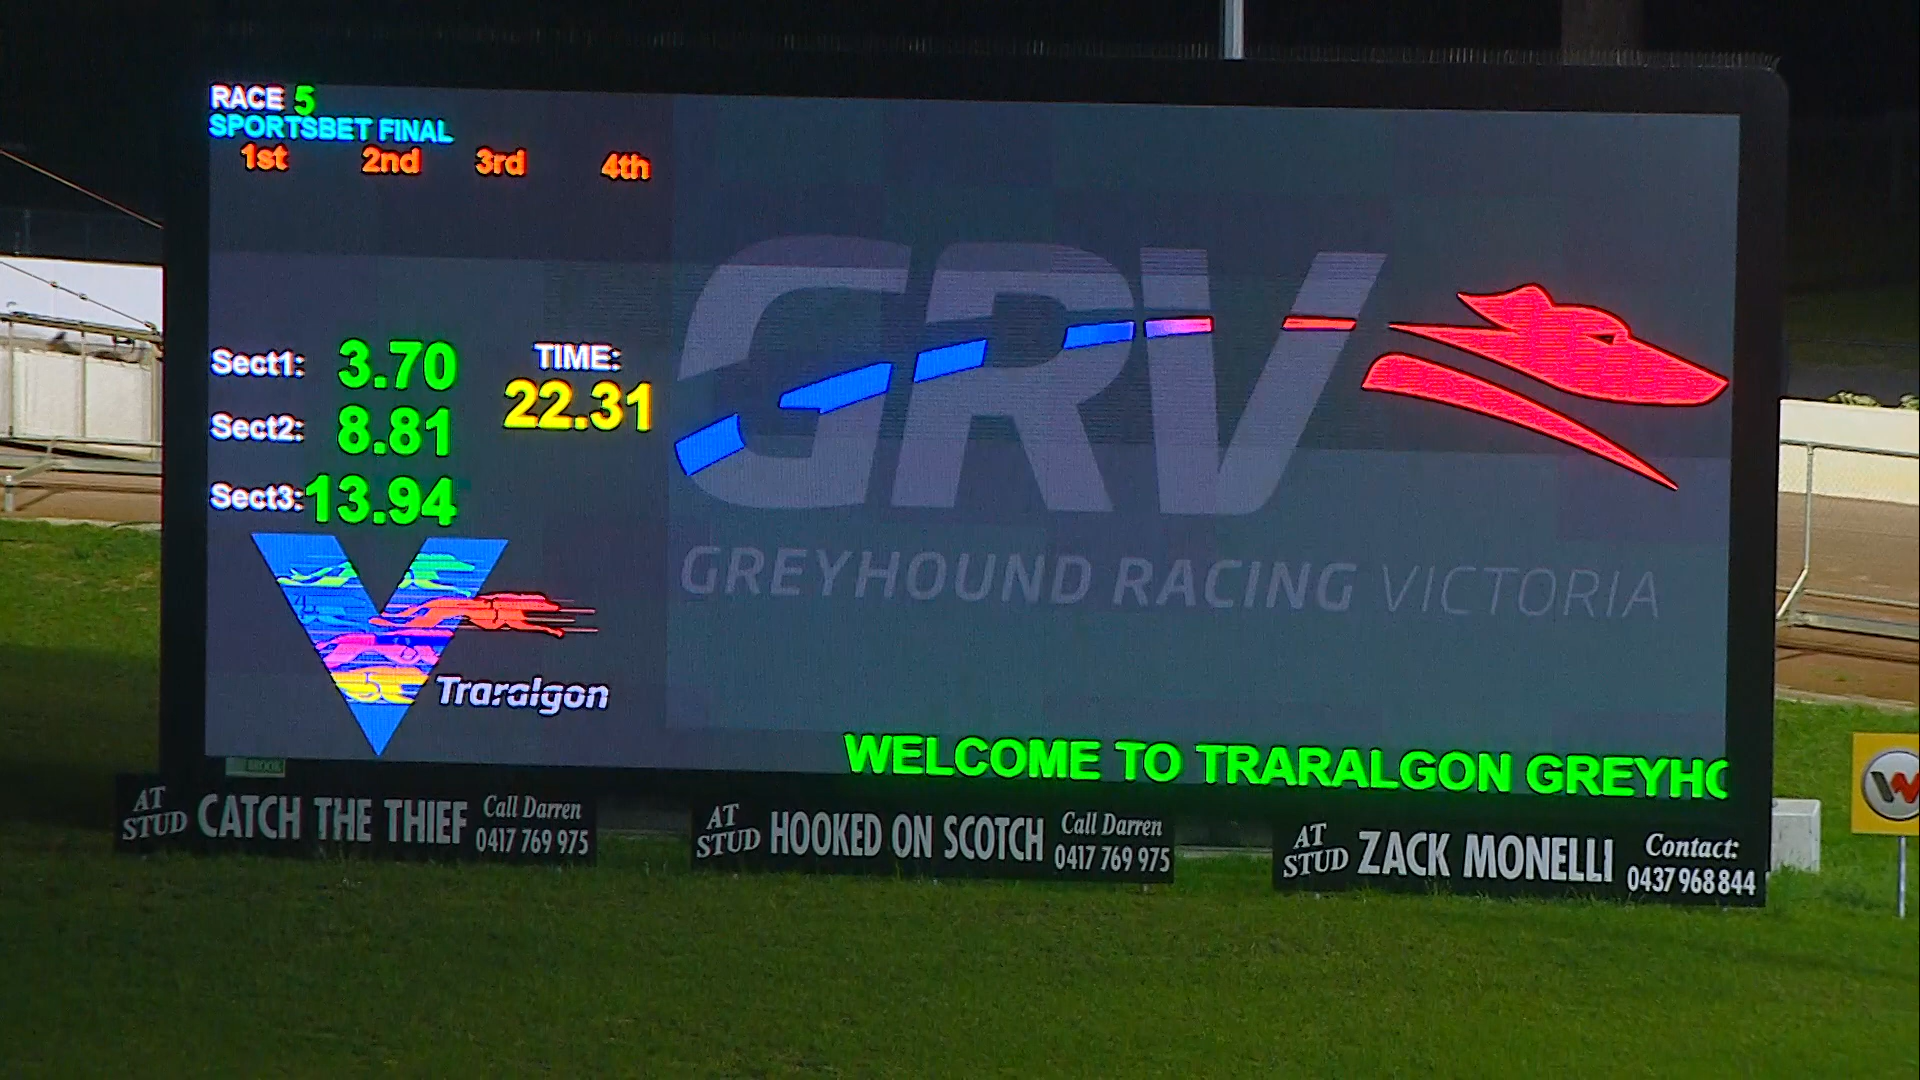 RACE 5
SPORTSBET FINAL
1st 2nd 3rd 4th
Sect1: 3.70
Sect2: 8.81
Sect3: 13.94
TIME:
22.31
GRV
GREYHOUND RACING VICTORIA
Traralgon
WELCOME TO TRARALGON GREYHO
AT STUD CATCH THE THIEF Call Darren 0417 769 975
AT STUD HOOKED ON SCOTCH Call Darren 0417 769 975
AT STUD ZACK MONELLI Contact: 0437 968 844
W